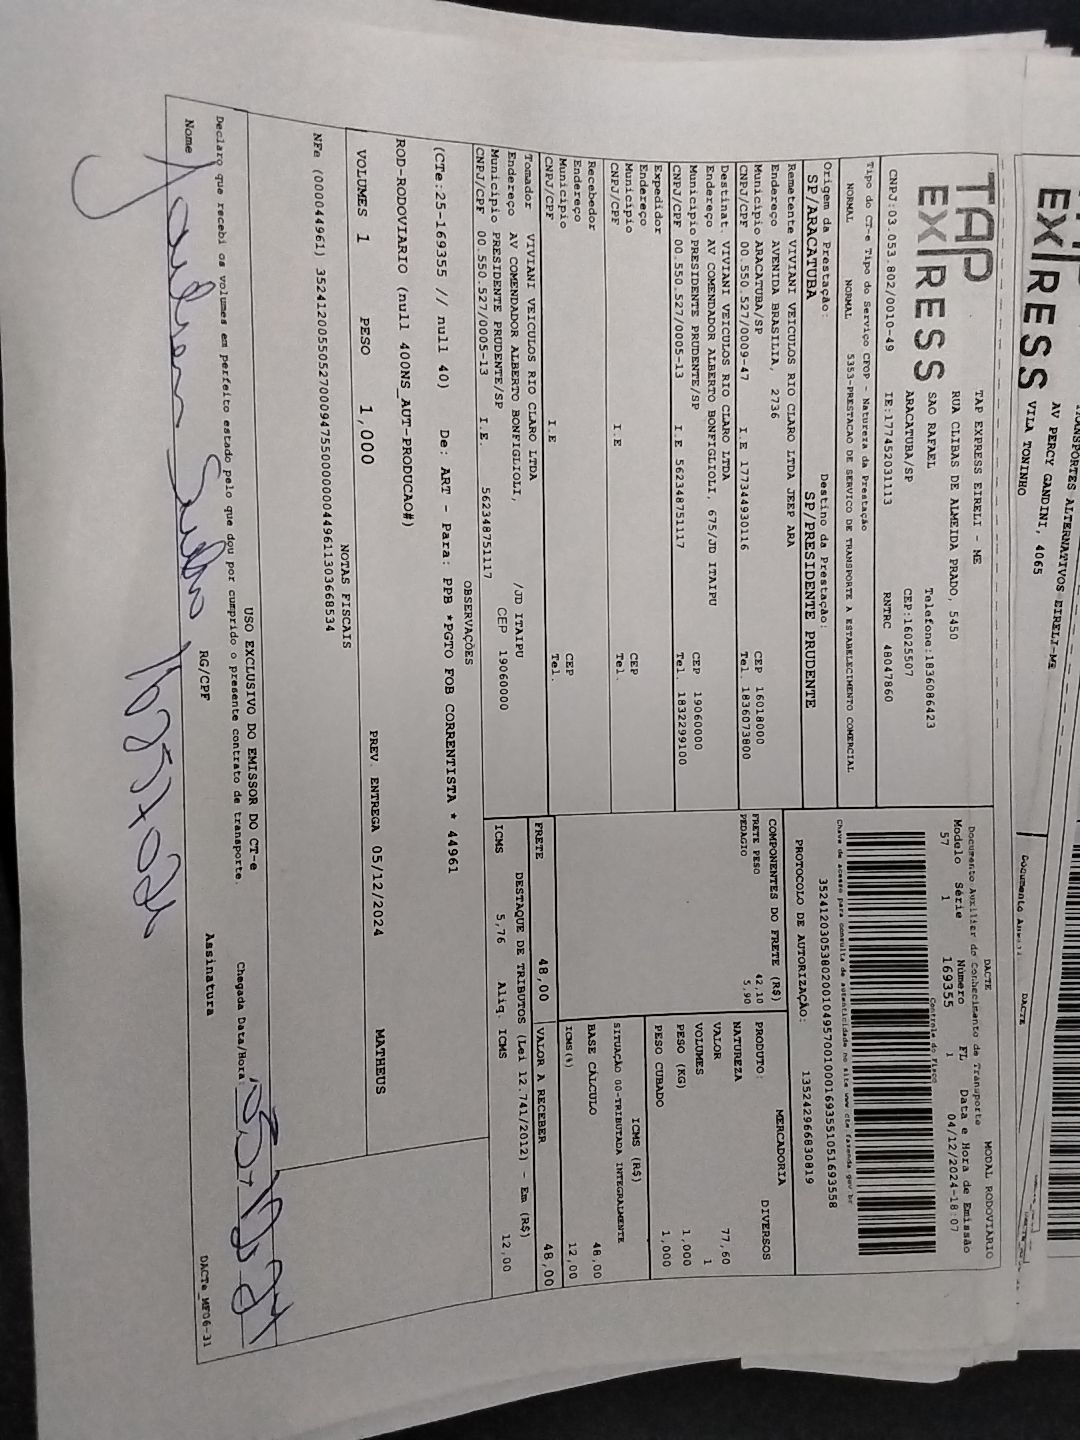 EXPRESS
TRANSPORTES ALTERNATIVOS EIRELI-ME
AV PERCY GANDINI, 4065
VILA TONINHO
DACTE
TAP
EXPRESS
TAP EXPRESS EIRELI - ME
RUA CLIBAS DE ALMEIDA PRADO, 5450
SAO RAFAEL Telefone:1836086423
ARACATUBA/SP CEP:16025507
CNPJ:03.053.802/0010-49 IE:177452031113 RNTRC 48047860
DACTE MODAL RODOVIÁRIO
Documento Auxiliar do Conhecimento de Transporte
Modelo Série Número FL Data e Hora de Emissão
57 1 169355 1 04/12/2024-18:07
Controle do Fisco
Tipo do CT-e Tipo do Serviço CFOP - Natureza da Prestação
NORMAL NORMAL 5353-PRESTACAO DE SERVICO DE TRANSPORTE A ESTABELECIMENTO COMERCIAL
Chave de acesso para consulta de autenticidade no site www.cte.fazenda.gov.br
Origem da Prestação: Destino da Prestação:
SP/ARACATUBA SP/PRESIDENTE PRUDENTE
PROTOCOLO DE AUTORIZAÇÃO: 135242966830819
Remetente VIVIANI VEICULOS RIO CLARO LTDA JEEP ARA
Endereço AVENIDA BRASILIA, 2736
Município ARACATUBA/SP CEP 16018000
CNPJ/CPF 00.550.527/0009-47 I.E 177344930116 Tel. 1836073800
Destinat. VIVIANI VEICULOS RIO CLARO LTDA
Endereço AV COMENDADOR ALBERTO BONFIGLIOLI, 675/JD ITAIPU
Município PRESIDENTE PRUDENTE/SP CEP 19060000
CNPJ/CPF 00.550.527/0005-13 I.E 562348751117 Tel. 1832299100
Expedidor
Endereço
Município CEP
CNPJ/CPF I.E Tel.
Recebedor
Endereço
Município CEP
CNPJ/CPF I.E Tel.
Tomador VIVIANI VEICULOS RIO CLARO LTDA
Endereço AV COMENDADOR ALBERTO BONFIGLIOLI, /JD ITAIPU
Município PRESIDENTE PRUDENTE/SP CEP 19060000
CNPJ/CPF 00.550.527/0005-13 I.E. 562348751117
COMPONENTES DO FRETE (R$)
FRETE PESO 42,10
PEDAGIO 5,90
MERCADORIA
PRODUTO: DIVERSOS
NATUREZA
VALOR 77,60
VOLUMES 1
PESO (KG) 1,000
PESO CUBADO 1,000
ICMS (R$)
SITUAÇÃO 00-TRIBUTADA INTEGRALMENTE
BASE CÁLCULO 48,00
ICMS(%) 12,00
FRETE 48,00 VALOR A RECEBER 48,00
DESTAQUE DE TRIBUTOS (Lei 12.741/2012) - Em (R$)
ICMS 5,76 Aliq. ICMS 12,00
OBSERVAÇÕES
(CTe:25-169355 // null 40) De: ART - Para: PPB *PGTO FOB CORRENTISTA * 44961
ROD-RODOVIARIO (null 400NS_AUT-PRODUCAO#)
VOLUMES 1 PESO 1,000 PREV. ENTREGA 05/12/2024 MATHEUS
NOTAS FISCAIS
USO EXCLUSIVO DO EMISSOR DO CT-e
Declaro que recebi os volumes em perfeito estado pelo que dou por cumprido o presente contrato de transporte.
Chegada Data/Hora:
Nome RG/CPF Assinatura DACTe_MF06-31